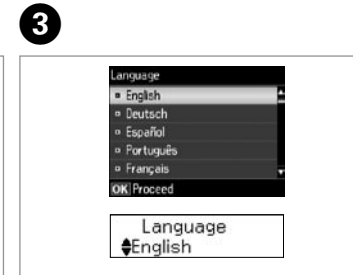 3
Language
English
Deutsch
Español
Português
Français
OK Proceed
Language
English